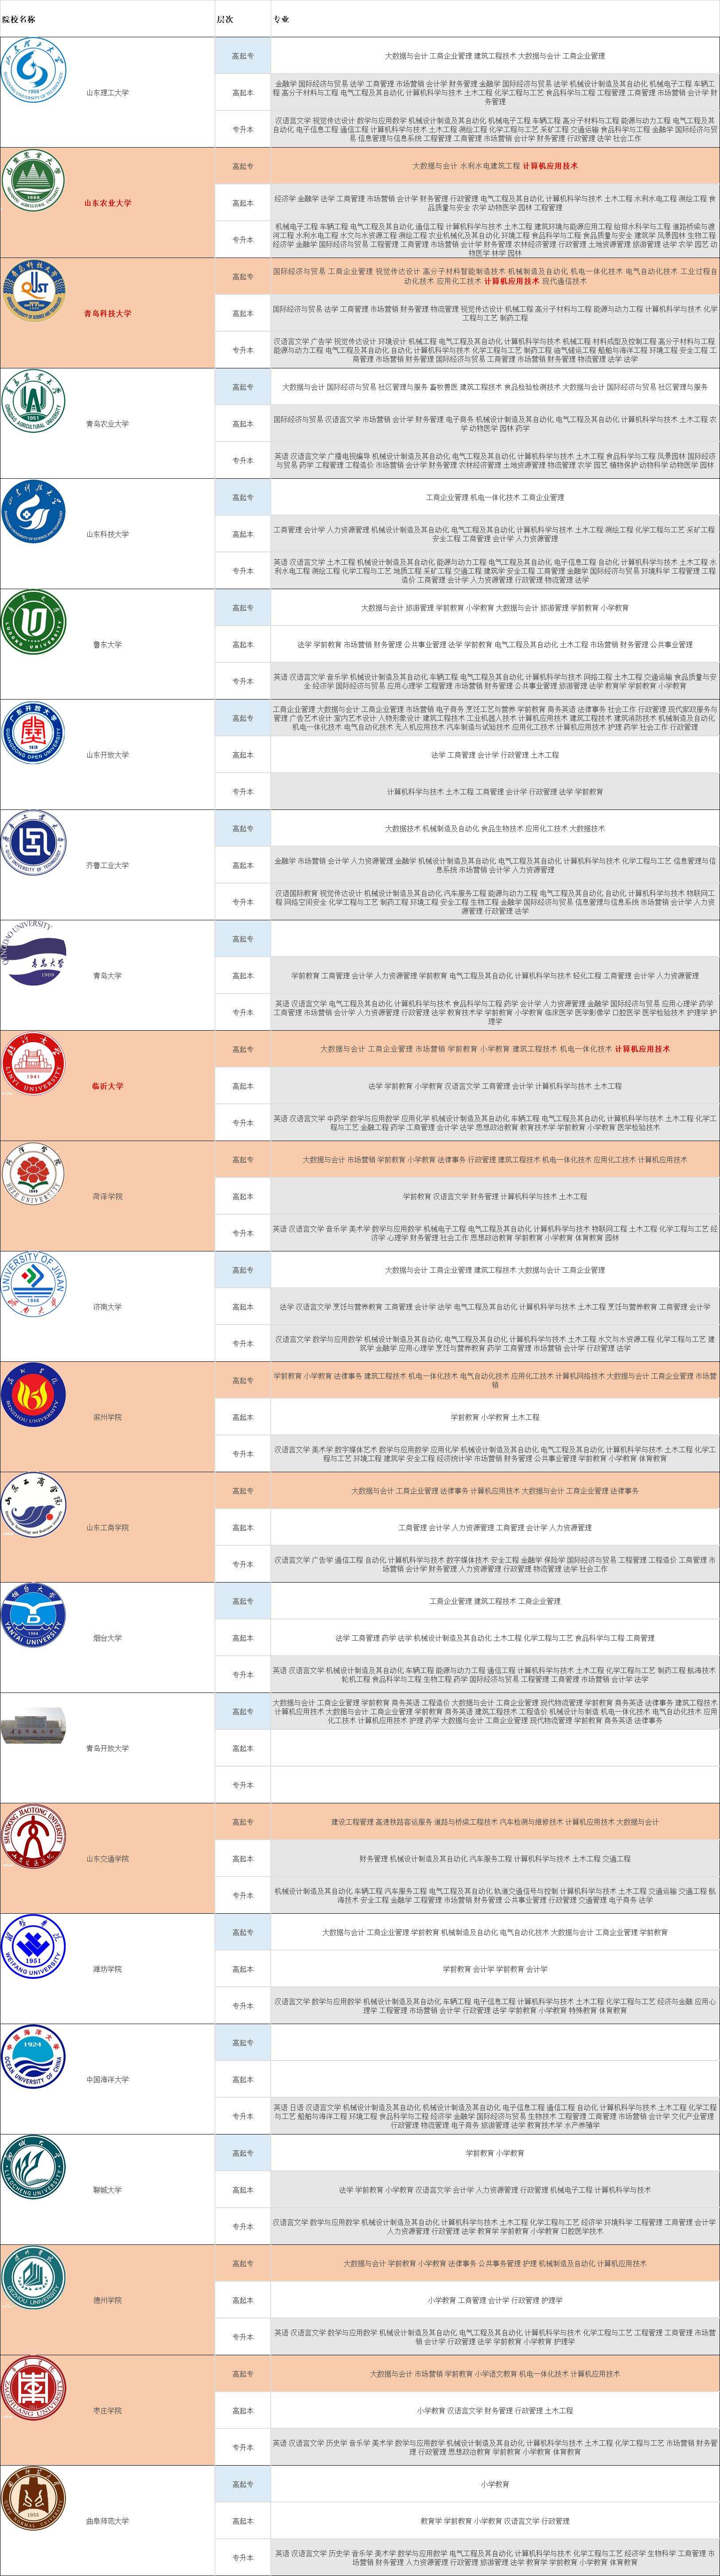 院校名称 层次 专业
高起专 大数据与会计 工商企业管理 建筑工程技术 大数据与会计 工商企业管理
山东理工大学
高起本 金融学 国际经济与贸易 法学 工商管理 市场营销 会计学 财务管理 金融学 国际经济与贸易 法学 机械设计制造及其自动化 机械电子工程 车辆工
程 高分子材料与工程 电气工程及其自动化 计算机科学与技术 土木工程 化学工程与工艺 食品科学与工程 工程管理 工商管理 市场营销 会计学 财
务管理
专升本 汉语言文学 视觉传达设计 数学与应用数学 机械设计制造及其自动化 机械电子工程 车辆工程 高分子材料与工程 能源与动力工程 电气工程及其
自动化 电子信息工程 通信工程 计算机科学与技术 土木工程 测绘工程 化学工程与工艺 采矿工程 交通运输 食品科学与工程 金融学 国际经济与贸
易 信息管理与信息系统 工程管理 工商管理 市场营销 会计学 财务管理 行政管理 法学 社会工作
高起专 大数据与会计 水利水电建筑工程 计算机应用技术
山东农业大学
高起本 经济学 金融学 法学 工商管理 市场营销 会计学 财务管理 行政管理 电气工程及其自动化 计算机科学与技术 土木工程 水利水电工程 测绘工程 食
品质量与安全 农学 动物医学 园林 工程管理
专升本 机械电子工程 车辆工程 电气工程及其自动化 通信工程 计算机科学与技术 土木工程 建筑环境与能源应用工程 给排水科学与工程 道路桥梁与渡
河工程 水利水电工程 水文与水资源工程 测绘工程 农业机械化及其自动化 环境工程 食品科学与工程 食品质量与安全 建筑学 风景园林 生物工程
经济学 金融学 国际经济与贸易 工程管理 工商管理 市场营销 会计学 财务管理 农林经济管理 行政管理 土地资源管理 旅游管理 法学 农学 园艺 动
物医学 林学 园林
高起专 国际经济与贸易 工商企业管理 视觉传达设计 高分子材料智能制造技术 机械制造及自动化 机电一体化技术 电气自动化技术 工业过程自
动化技术 应用化工技术 计算机应用技术 现代通信技术
青岛科技大学
高起本 国际经济与贸易 法学 工商管理 市场营销 财务管理 物流管理 视觉传达设计 机械工程 高分子材料与工程 能源与动力工程 计算机科学与技术 化学
工程与工艺 制药工程
专升本 汉语言文学 广告学 视觉传达设计 环境设计 机械工程 电气工程及其自动化 计算机科学与技术 机械工程 材料成型及控制工程 高分子材料与工程
能源与动力工程 电气工程及其自动化 自动化 计算机科学与技术 化学工程与工艺 制药工程 油气储运工程 船舶与海洋工程 环境工程 安全工程 工
商管理 市场营销 财务管理 国际经济与贸易 工商管理 市场营销 财务管理 物流管理 法学 法学
高起专 大数据与会计 国际经济与贸易 社区管理与服务 畜牧兽医 建筑工程技术 食品检验检测技术 大数据与会计 国际经济与贸易 社区管理与服务
青岛农业大学
高起本 国际经济与贸易 汉语言文学 市场营销 会计学 财务管理 电子商务 机械设计制造及其自动化 电气工程及其自动化 计算机科学与技术 土木工程 农
学 动物医学 园林 药学
专升本 英语 汉语言文学 广播电视编导 机械设计制造及其自动化 电气工程及其自动化 计算机科学与技术 土木工程 食品科学与工程 风景园林 国际经济
与贸易 药学 工程管理 工程造价 市场营销 会计学 财务管理 农林经济管理 土地资源管理 物流管理 农学 园艺 植物保护 动物科学 动物医学 园林
高起专 工商企业管理 机电一体化技术 工商企业管理
山东科技大学
高起本 工商管理 会计学 人力资源管理 机械设计制造及其自动化 电气工程及其自动化 计算机科学与技术 土木工程 测绘工程 化学工程与工艺 采矿工程
安全工程 工商管理 会计学 人力资源管理
专升本 英语 汉语言文学 土木工程 机械设计制造及其自动化 能源与动力工程 电气工程及其自动化 电子信息工程 自动化 计算机科学与技术 土木工程 水
利水电工程 测绘工程 化学工程与工艺 地质工程 采矿工程 交通工程 建筑学 安全工程 工商管理 金融学 国际经济与贸易 环境科学 工程管理 工程
造价 工商管理 会计学 人力资源管理 行政管理 物流管理 法学
高起专 大数据与会计 旅游管理 学前教育 小学教育 大数据与会计 旅游管理 学前教育 小学教育
鲁东大学
高起本 法学 学前教育 市场营销 财务管理 公共事业管理 法学 学前教育 电气工程及其自动化 土木工程 市场营销 财务管理 公共事业管理
专升本 英语 汉语言文学 音乐学 机械设计制造及其自动化 车辆工程 电气工程及其自动化 计算机科学与技术 网络工程 土木工程 交通运输 食品质量与安
全 经济学 国际经济与贸易 应用心理学 工程管理 市场营销 财务管理 公共事业管理 旅游管理 法学 教育学 学前教育 小学教育
高起专 工商企业管理 大数据与会计 工商企业管理 市场营销 电子商务 烹饪工艺与营养 学前教育 商务英语 法律事务 社会工作 行政管理 现代家政服务与
管理 广告艺术设计 室内艺术设计 人物形象设计 建筑工程技术 工业机器人技术 计算机应用技术 建筑工程技术 建筑消防技术 机械制造及自动化
机电一体化技术 电气自动化技术 无人机应用技术 汽车制造与试验技术 应用化工技术 计算机应用技术 护理 药学 社会工作 行政管理
山东开放大学
高起本 法学 工商管理 会计学 行政管理 土木工程
专升本 计算机科学与技术 土木工程 工商管理 会计学 行政管理 法学 学前教育
高起专 大数据技术 机械制造及自动化 食品生物技术 应用化工技术 大数据技术
齐鲁工业大学
高起本 金融学 市场营销 会计学 人力资源管理 金融学 机械设计制造及其自动化 电气工程及其自动化 计算机科学与技术 化学工程与工艺 信息管理与信
息系统 市场营销 会计学 人力资源管理
专升本 汉语国际教育 视觉传达设计 机械设计制造及其自动化 汽车服务工程 能源与动力工程 电气工程及其自动化 自动化 计算机科学与技术 物联网工
程 网络空间安全 化学工程与工艺 制药工程 环境工程 安全工程 生物工程 金融学 国际经济与贸易 信息管理与信息系统 市场营销 会计学 人力资
源管理 行政管理 法学
高起专
青岛大学
高起本 学前教育 工商管理 会计学 人力资源管理 学前教育 电气工程及其自动化 计算机科学与技术 轻化工程 工商管理 会计学 人力资源管理
专升本 英语 汉语言文学 电气工程及其自动化 计算机科学与技术 食品科学与工程 药学 会计学 人力资源管理 金融学 国际经济与贸易 应用心理学 药学
工商管理 市场营销 会计学 人力资源管理 行政管理 法学 教育技术学 学前教育 小学教育 临床医学 医学影像学 口腔医学 医学检验技术 护理学 护
理学
高起专 大数据与会计 工商企业管理 市场营销 学前教育 小学教育 建筑工程技术 机电一体化技术 计算机应用技术
临沂大学
高起本 法学 学前教育 小学教育 汉语言文学 工商管理 会计学 计算机科学与技术 土木工程
专升本 英语 汉语言文学 中药学 数学与应用数学 应用化学 机械设计制造及其自动化 车辆工程 电气工程及其自动化 计算机科学与技术 土木工程 化学工
程与工艺 金融工程 药学 工商管理 会计学 法学 思想政治教育 教育技术学 学前教育 小学教育 医学检验技术
高起专 大数据与会计 市场营销 学前教育 小学教育 法律事务 行政管理 建筑工程技术 机电一体化技术 应用化工技术 计算机应用技术
菏泽学院
高起本 学前教育 汉语言文学 财务管理 计算机科学与技术 土木工程
专升本 英语 汉语言文学 音乐学 美术学 数学与应用数学 机械电子工程 电气工程及其自动化 计算机科学与技术 物联网工程 土木工程 化学工程与工艺 经
济学 心理学 财务管理 社会工作 思想政治教育 学前教育 小学教育 体育教育 园林
高起专 大数据与会计 工商企业管理 建筑工程技术 大数据与会计 工商企业管理
济南大学
高起本 法学 汉语言文学 烹饪与营养教育 工商管理 会计学 法学 电气工程及其自动化 计算机科学与技术 土木工程 烹饪与营养教育 工商管理 会计学
专升本 汉语言文学 数学与应用数学 机械设计制造及其自动化 电气工程及其自动化 计算机科学与技术 土木工程 水文与水资源工程 化学工程与工艺 建
筑学 金融学 应用心理学 烹饪与营养教育 药学 工商管理 市场营销 会计学 行政管理 法学
高起专 学前教育 小学教育 法律事务 建筑工程技术 机电一体化技术 电气自动化技术 应用化工技术 计算机网络技术 大数据与会计 工商企业管理 市场营
销
滨州学院
高起本 学前教育 小学教育 土木工程
专升本 汉语言文学 美术学 数字媒体艺术 数学与应用数学 应用化学 机械设计制造及其自动化 电气工程及其自动化 计算机科学与技术 土木工程 化学工
程与工艺 环境工程 建筑学 安全工程 经济统计学 市场营销 财务管理 公共事业管理 学前教育 小学教育 体育教育
高起专 大数据与会计 工商企业管理 法律事务 计算机应用技术 大数据与会计 工商企业管理 法律事务
山东工商学院
高起本 工商管理 会计学 人力资源管理 工商管理 会计学 人力资源管理
专升本 汉语言文学 广告学 通信工程 自动化 计算机科学与技术 数字媒体技术 安全工程 金融学 保险学 国际经济与贸易 工程管理 工程造价 工商管理 市
场营销 会计学 财务管理 人力资源管理 行政管理 物流管理 法学 社会工作
高起专 工商企业管理 建筑工程技术 工商企业管理
烟台大学
高起本 法学 工商管理 药学 法学 机械设计制造及其自动化 土木工程 化学工程与工艺 食品科学与工程 工商管理
专升本 英语 汉语言文学 机械设计制造及其自动化 车辆工程 能源与动力工程 通信工程 计算机科学与技术 土木工程 化学工程与工艺 制药工程 航海技术
轮机工程 食品科学与工程 生物工程 药学 国际经济与贸易 工程管理 工商管理 市场营销 会计学 法学
高起专 大数据与会计 工商企业管理 学前教育 商务英语 工程造价 大数据与会计 工商企业管理 现代物流管理 学前教育 商务英语 法律事务 建筑工程技术
计算机应用技术 大数据与会计 工商企业管理 学前教育 商务英语 建筑工程技术 工程造价 机械设计与制造 机电一体化技术 电气自动化技术 应用
化工技术 计算机应用技术 护理 药学 大数据与会计 工商企业管理 现代物流管理 学前教育 商务英语 法律事务
青岛开放大学
高起本
专升本
高起专 建设工程管理 高速铁路客运服务 道路与桥梁工程技术 汽车检测与维修技术 计算机应用技术 大数据与会计
山东交通学院
高起本 财务管理 机械设计制造及其自动化 汽车服务工程 计算机科学与技术 土木工程 交通工程
专升本 机械设计制造及其自动化 车辆工程 汽车服务工程 电气工程及其自动化 轨道交通信号与控制 计算机科学与技术 土木工程 交通运输 交通工程 航
海技术 安全工程 金融学 工程管理 市场营销 财务管理 公共事业管理 行政管理 交通管理 电子商务 法学
高起专 大数据与会计 工商企业管理 学前教育 机械制造及自动化 电气自动化技术 大数据与会计 工商企业管理 学前教育
潍坊学院
高起本 学前教育 会计学 学前教育 会计学
专升本 汉语言文学 数学与应用数学 机械设计制造及其自动化 车辆工程 电子信息工程 计算机科学与技术 土木工程 化学工程与工艺 经济与金融 应用心
理学 工程管理 市场营销 会计学 行政管理 法学 学前教育 小学教育 特殊教育 体育教育
高起专
中国海洋大学
高起本
专升本 英语 日语 汉语言文学 机械设计制造及其自动化 机械设计制造及其自动化 电子信息工程 通信工程 自动化 计算机科学与技术 土木工程 化学工程
与工艺 船舶与海洋工程 环境工程 食品科学与工程 经济学 金融学 国际经济与贸易 生物技术 工程管理 工商管理 市场营销 会计学 文化产业管理
行政管理 物流管理 电子商务 旅游管理 法学 教育技术学 水产养殖学
高起专 学前教育 小学教育
聊城大学
高起本 法学 学前教育 小学教育 汉语言文学 会计学 人力资源管理 行政管理 机械电子工程 计算机科学与技术
专升本 汉语言文学 数学与应用数学 机械设计制造及其自动化 计算机科学与技术 土木工程 化学工程与工艺 经济学 环境科学 工程管理 工商管理 会计学
人力资源管理 行政管理 法学 教育学 学前教育 小学教育 口腔医学技术
高起专 大数据与会计 学前教育 小学教育 法律事务 公共事务管理 护理 机械制造及自动化 计算机应用技术
德州学院
高起本 小学教育 工商管理 会计学 行政管理 护理学
专升本 英语 汉语言文学 数学与应用数学 机械设计制造及其自动化 电气工程及其自动化 计算机科学与技术 化学工程与工艺 工程管理 工商管理 市场营
销 会计学 行政管理 法学 学前教育 小学教育 护理学
高起专 大数据与会计 市场营销 学前教育 小学语文教育 机电一体化技术 计算机应用技术
枣庄学院
高起本 小学教育 汉语言文学 财务管理 行政管理 土木工程
专升本 英语 汉语言文学 历史学 音乐学 美术学 数学与应用数学 机械设计制造及其自动化 计算机科学与技术 土木工程 化学工程与工艺 市场营销 财务管
理 行政管理 思想政治教育 学前教育 小学教育 体育教育
高起专 小学教育
曲阜师范大学
高起本 教育学 学前教育 小学教育 汉语言文学 行政管理
专升本 英语 汉语言文学 历史学 音乐学 美术学 数学与应用数学 电气工程及其自动化 计算机科学与技术 化学工程与工艺 经济学 生物科学 工商管理 市
场营销 财务管理 人力资源管理 行政管理 旅游管理 法学 教育学 学前教育 小学教育 体育教育